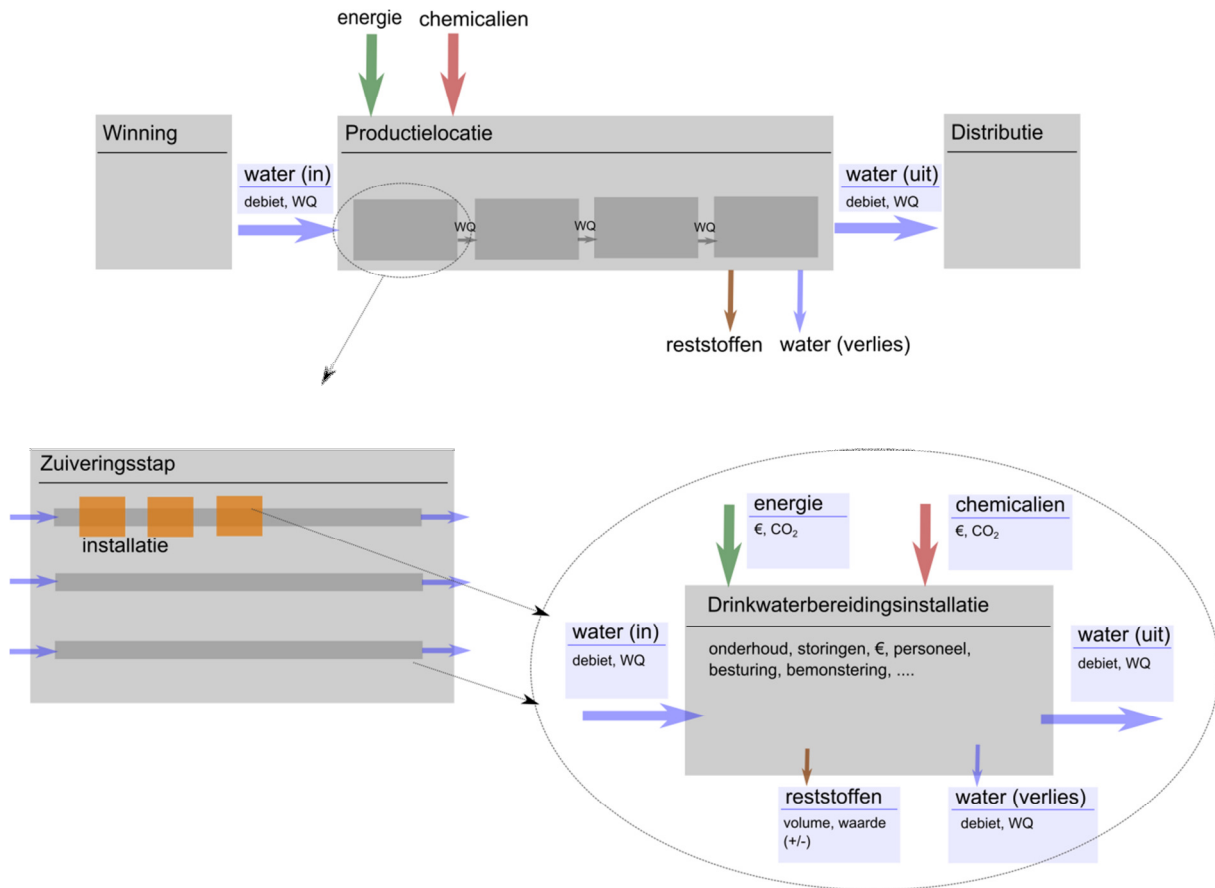 energie
chemicalien
Winning
Productielocatie
Distributie
water (in)
debiet, WQ
water (uit)
debiet, WQ
WQ
WQ
WQ
reststoffen
water (verlies)
Zuiveringsstap
installatie
energie
€, CO₂
chemicalien
€, CO₂
Drinkwaterbereidingsinstallatie
onderhoud, storingen, €, personeel,
besturing, bemonstering, ....
water (in)
debiet, WQ
water (uit)
debiet, WQ
reststoffen
volume, waarde
(+/-)
water (verlies)
debiet, WQ